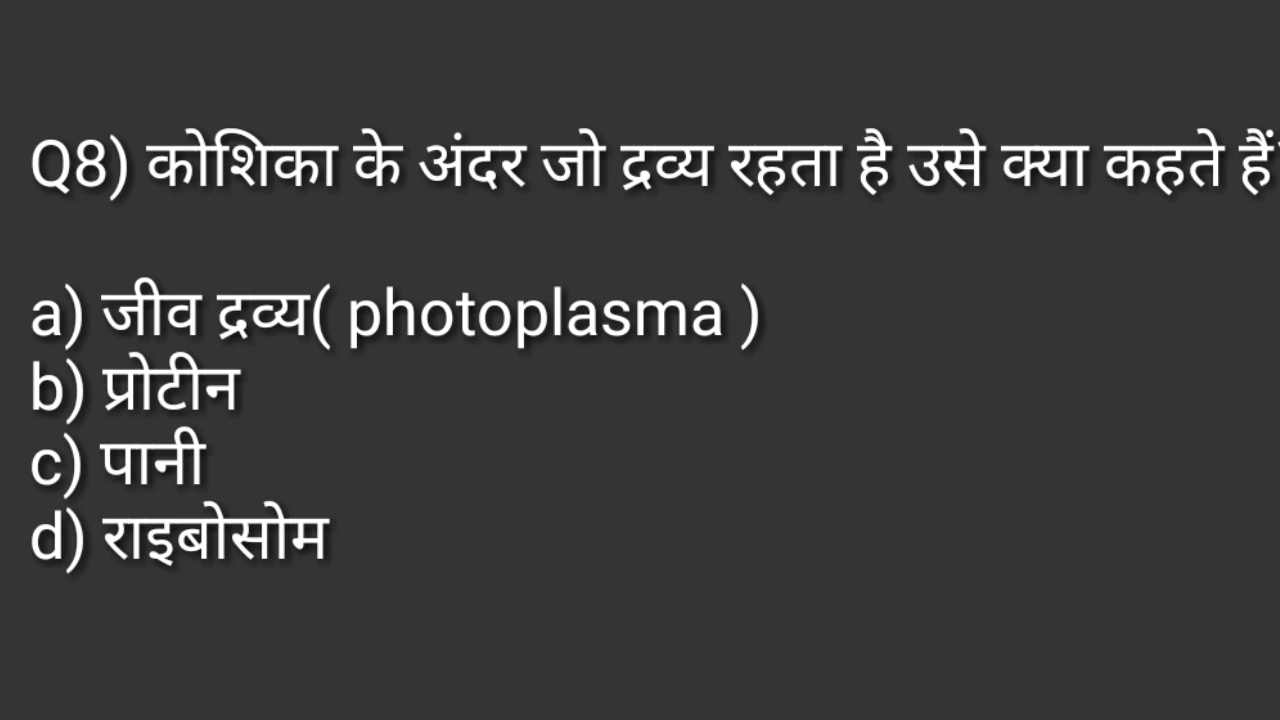 Q8) कोशिका के अंदर जो द्रव्य रहता है उसे क्या कहते हैं
a) जीव द्रव्य( photoplasma )
b) प्रोटीन
c) पानी
d) राइबोसोम